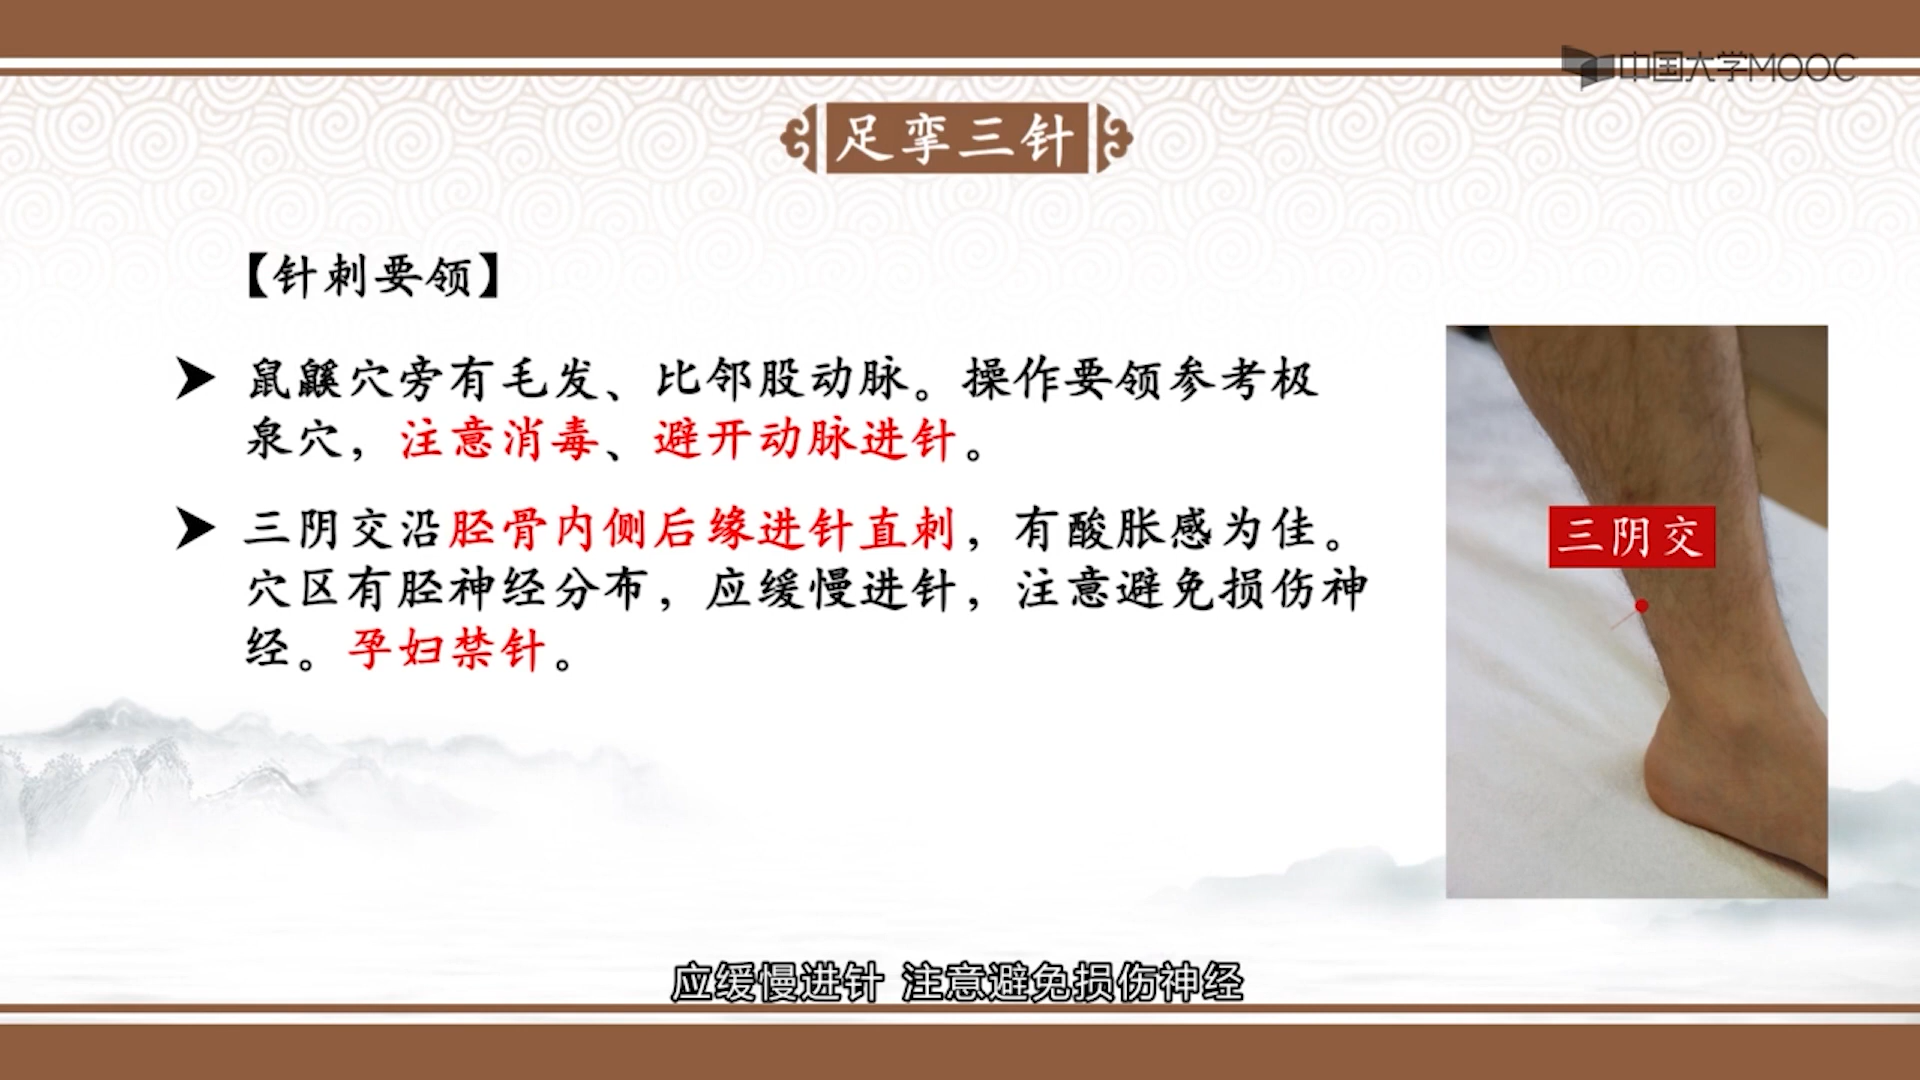 中国大学MOOC
足挛三针
【针刺要领】
鼠鼷穴旁有毛发、比邻股动脉。操作要领参考极
泉穴，注意消毒、避开动脉进针。
三阴交沿胫骨内侧后缘进针直刺，有酸胀感为佳。
穴区有胫神经分布，应缓慢进针，注意避免损伤神
经。孕妇禁针。
三阴交
应缓慢进针 注意避免损伤神经